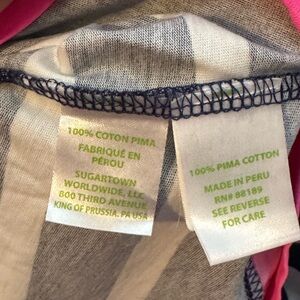 100% COTON PIMA
FABRIQUÉ EN
PÉROU
SUGARTOWN
WORLDWIDE, LLC
800 THIRD AVENUE
KING OF PRUSSIA, PA USA
100% PIMA COTTON
MADE IN PERU
RN# 88189
SEE REVERSE
FOR CARE